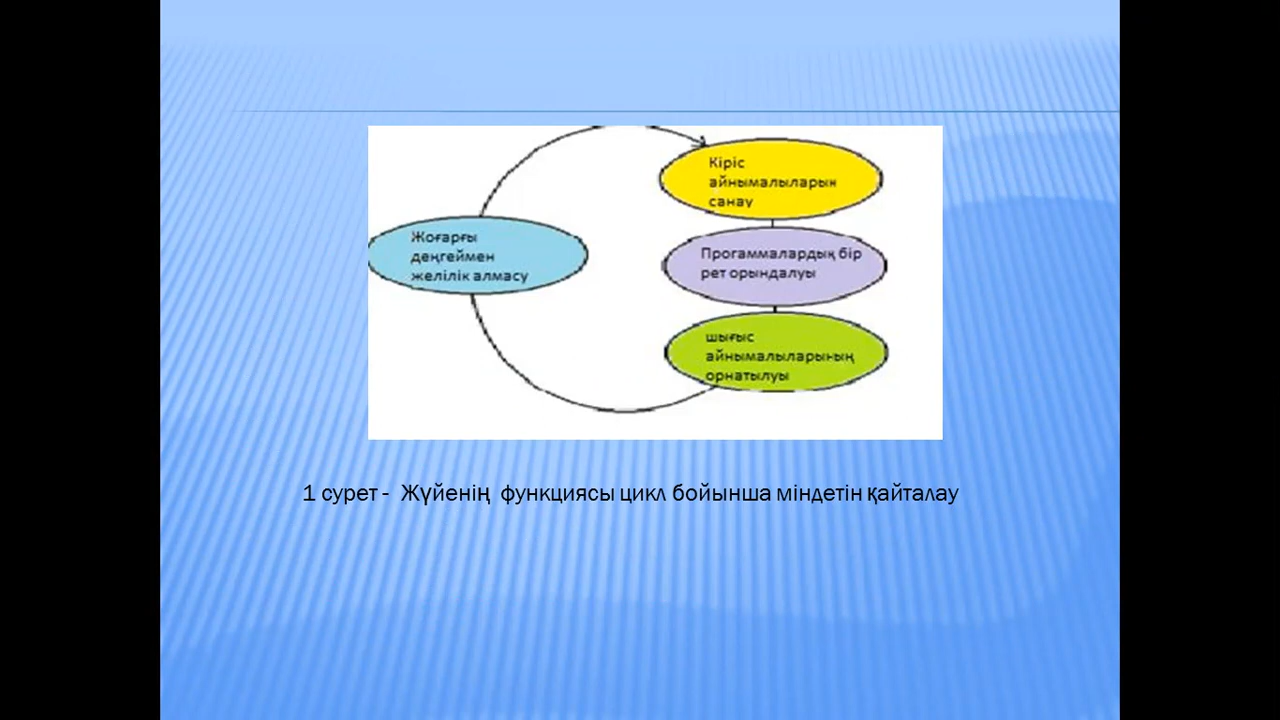 Кіріс
айнымалыларын
санау
Жоғарғы
деңгеймен
желілік алмасу
Прогаммалардың бір
рет орындалуы
шығыс
айнымалыларының
орнатылуы
1 сурет - Жүйенің функциясы цикл бойынша міндетін қайталау